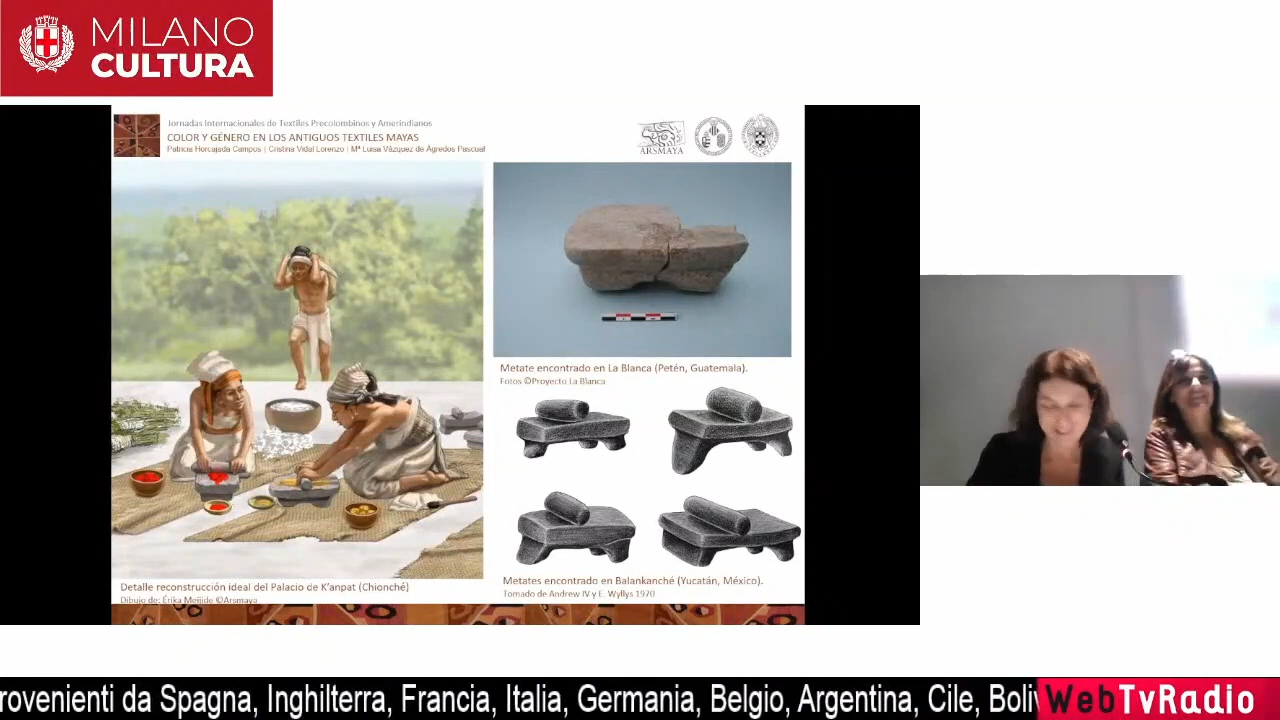 MILANO
CULTURA
Jornadas Internacionales de Textiles Precolombinos y Amerindianos
COLOR Y GÉNERO EN LOS ANTIGUOS TEXTILES MAYAS
Patricia Horcajada Campos | Cristina Vidal Lorenzo | Mª Luisa Vázquez de Ágredos Pascual
ARSMAYA
Metate encontrado en La Blanca (Petén, Guatemala).
Fotos ©Proyecto La Blanca
Detalle reconstrucción ideal del Palacio de K'anpat (Chionché)
Dibujo de: Érika Meijide ©Arsmaya
Metates encontrado en Balankanché (Yucatán, México).
Tomado de Andrew IV y E. Wyllys 1970
rovenienti da Spagna, Inghilterra, Francia, Italia, Germania, Belgio, Argentina, Cile, Boliv
WebTvRadio